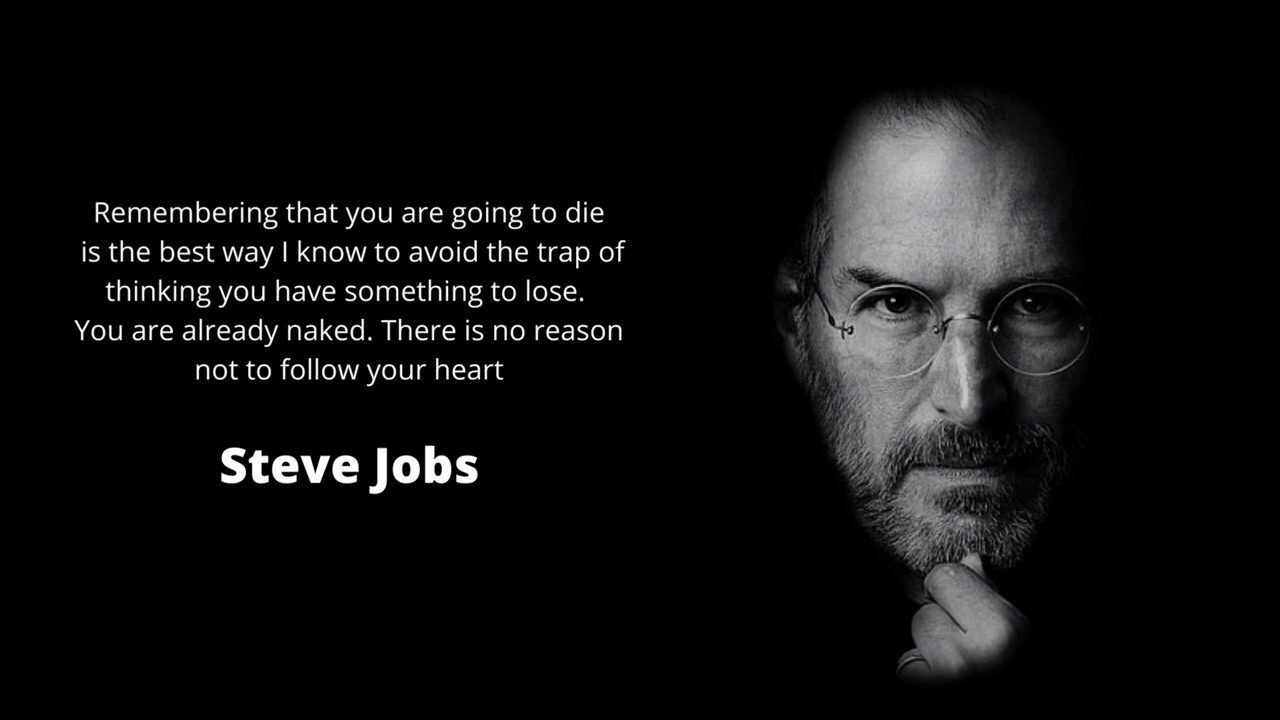 Remembering that you are going to die
is the best way I know to avoid the trap of
thinking you have something to lose.
You are already naked. There is no reason
not to follow your heart
Steve Jobs